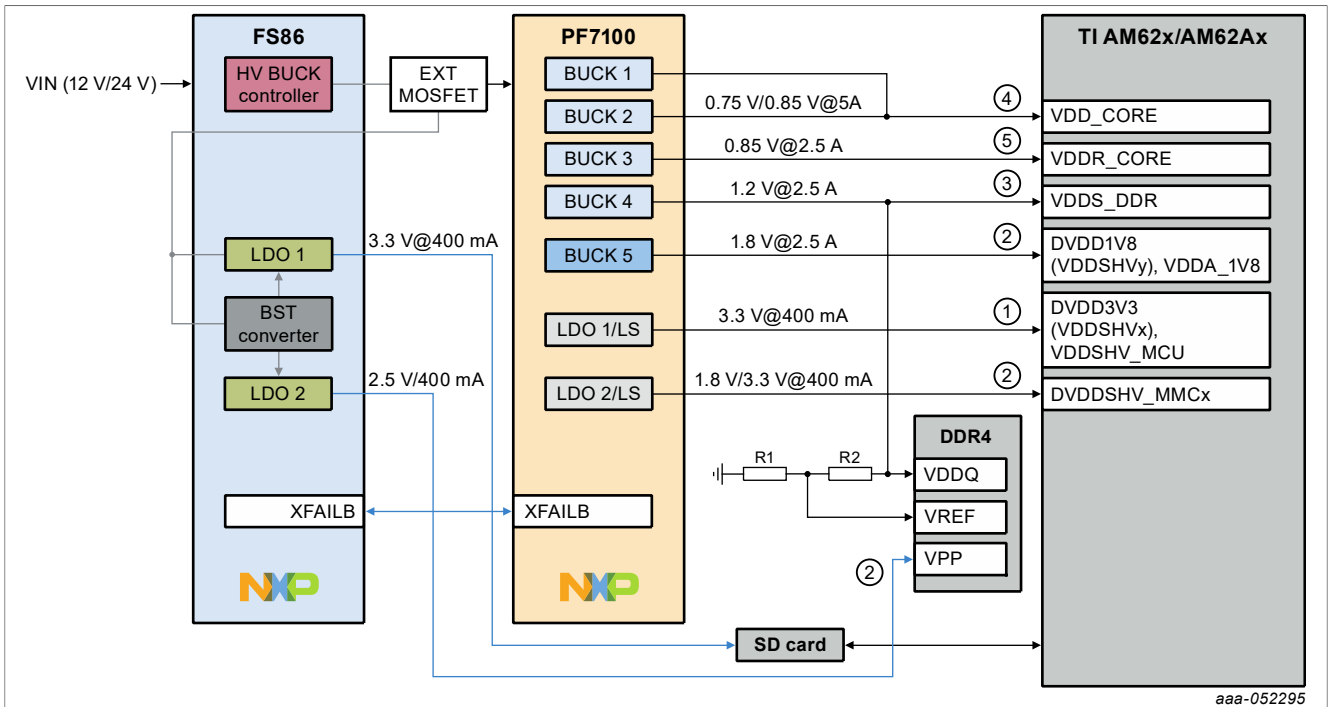 FS86
PF7100
TI AM62x/AM62Ax
VIN (12 V/24 V)
HV BUCK
controller
EXT
MOSFET
BUCK 1
BUCK 2
0.75 V/0.85 V@5A
4
VDD_CORE
BUCK 3
0.85 V@2.5 A
5
VDDR_CORE
BUCK 4
1.2 V@2.5 A
3
VDDS_DDR
LDO 1
3.3 V@400 mA
BUCK 5
1.8 V@2.5 A
2
DVDD1V8
(VDDSHVy), VDDA_1V8
BST
converter
LDO 1/LS
3.3 V@400 mA
1
DVDD3V3
(VDDSHVx),
VDDSHV_MCU
LDO 2
2.5 V/400 mA
LDO 2/LS
1.8 V/3.3 V@400 mA
2
DVDDSHV_MMCx
DDR4
R1
R2
VDDQ
XFAILB
XFAILB
VREF
VPP
2
NXP
NXP
SD card
aaa-052295